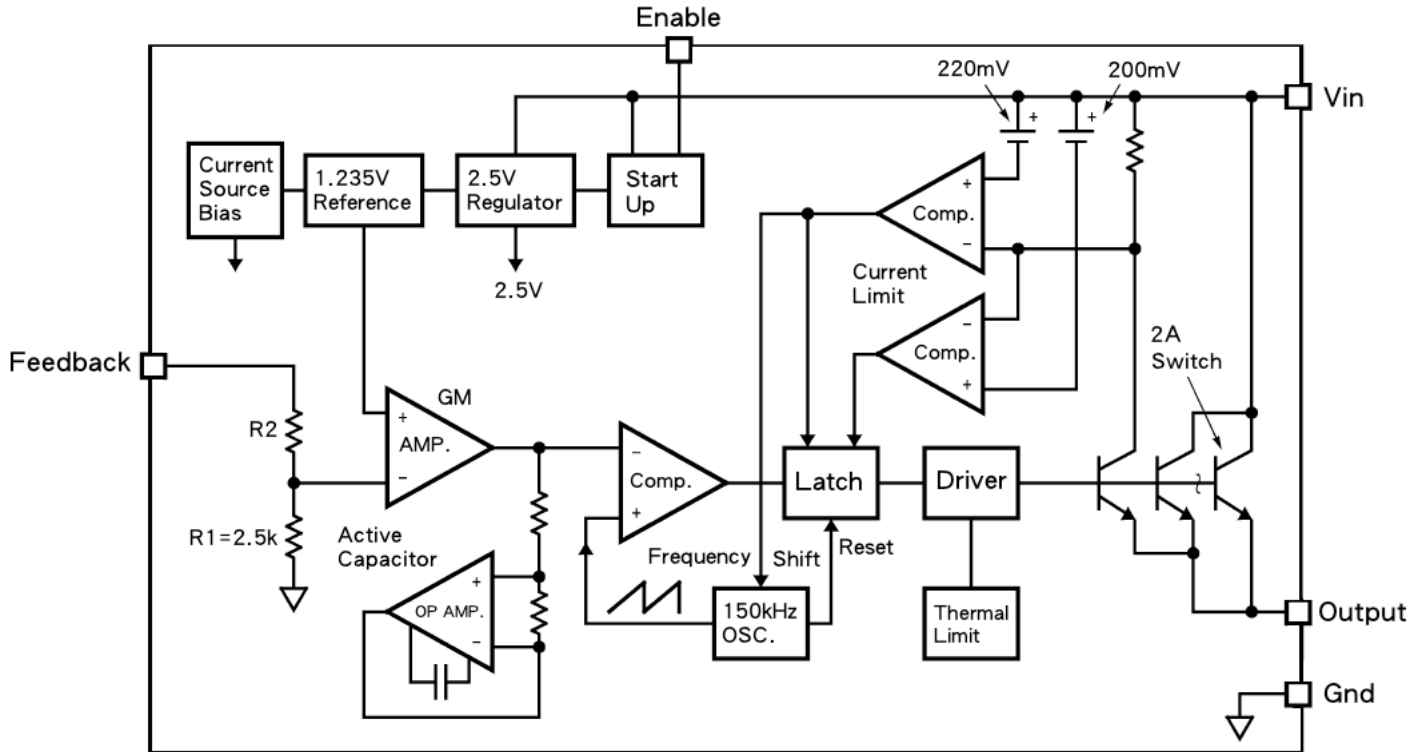 Enable
220mV
200mV
+
+
Vin
Current
Source
Bias
1.235V
Reference
2.5V
Regulator
Start
Up
+
Comp.
−
2.5V
Current
Limit
−
Comp.
+
2A
Switch
Feedback
R2
GM
+
AMP.
−
−
Comp.
+
Latch
Driver
R1=2.5k
Active
Capacitor
Frequency
Shift
Reset
+
OP AMP.
−
150kHz
OSC.
Thermal
Limit
Output
Gnd